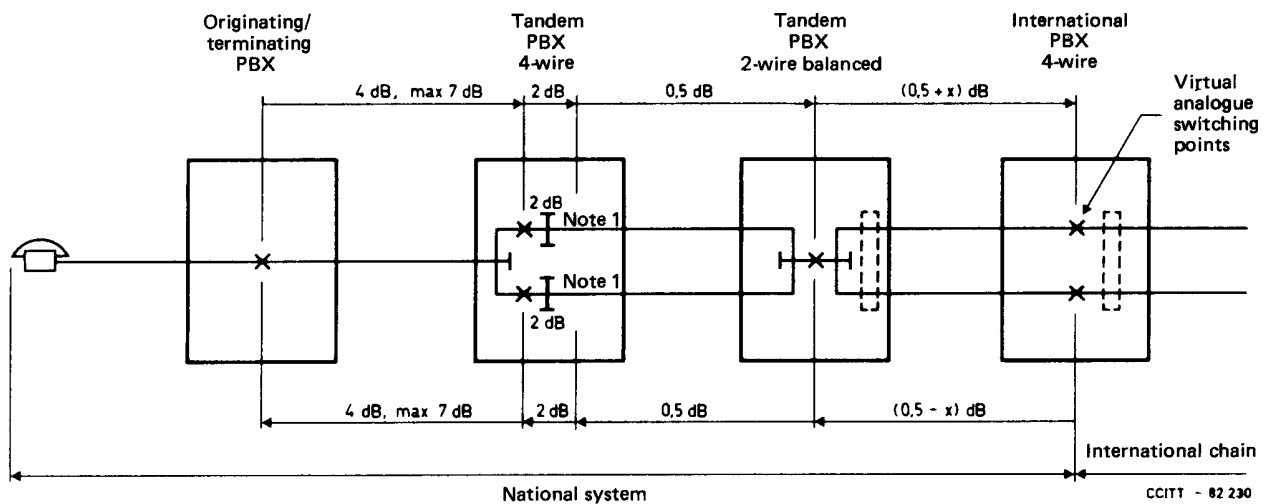 Originating/
terminating
PBX
Tandem
PBX
4-wire
Tandem
PBX
2-wire balanced
International
PBX
4-wire
Virtual
analogue
switching
points
4 dB, max 7 dB
2 dB
0,5 dB
(0,5 + x) dB
2 dB
Note 1
Note 1
2 dB
4 dB, max 7 dB
2 dB
0,5 dB
(0,5 - x) dB
International chain
National system
CCITT - 82 230